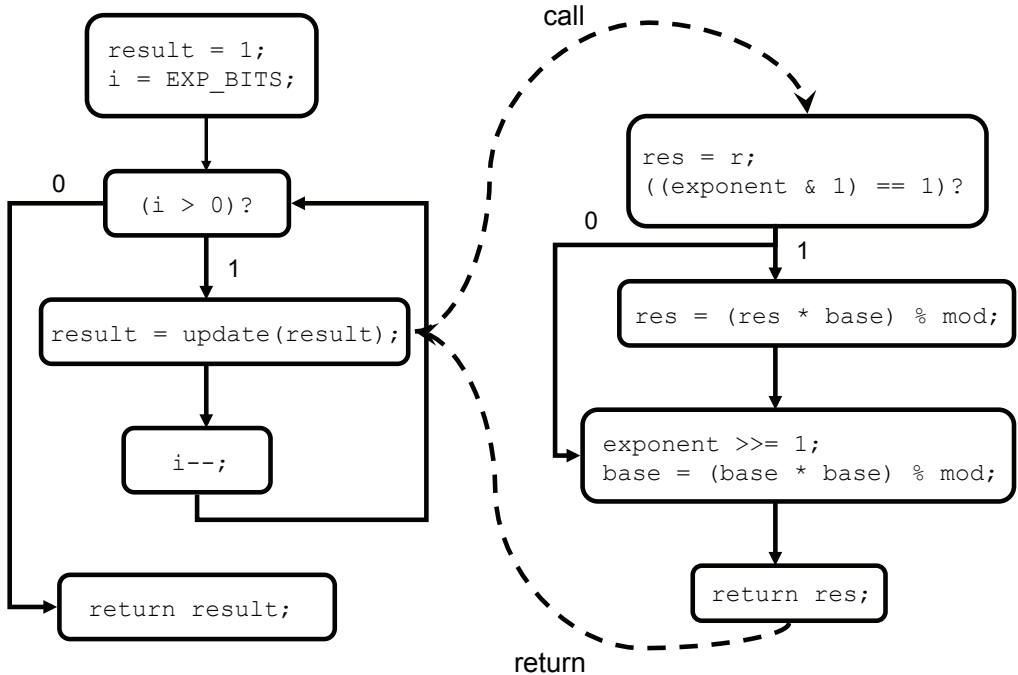 result = 1;
i = EXP_BITS;
0
(i > 0)?
1
result = update(result);
i--;
return result;
call
res = r;
((exponent & 1) == 1)?
0
1
res = (res * base) % mod;
exponent >>= 1;
base = (base * base) % mod;
return res;
return